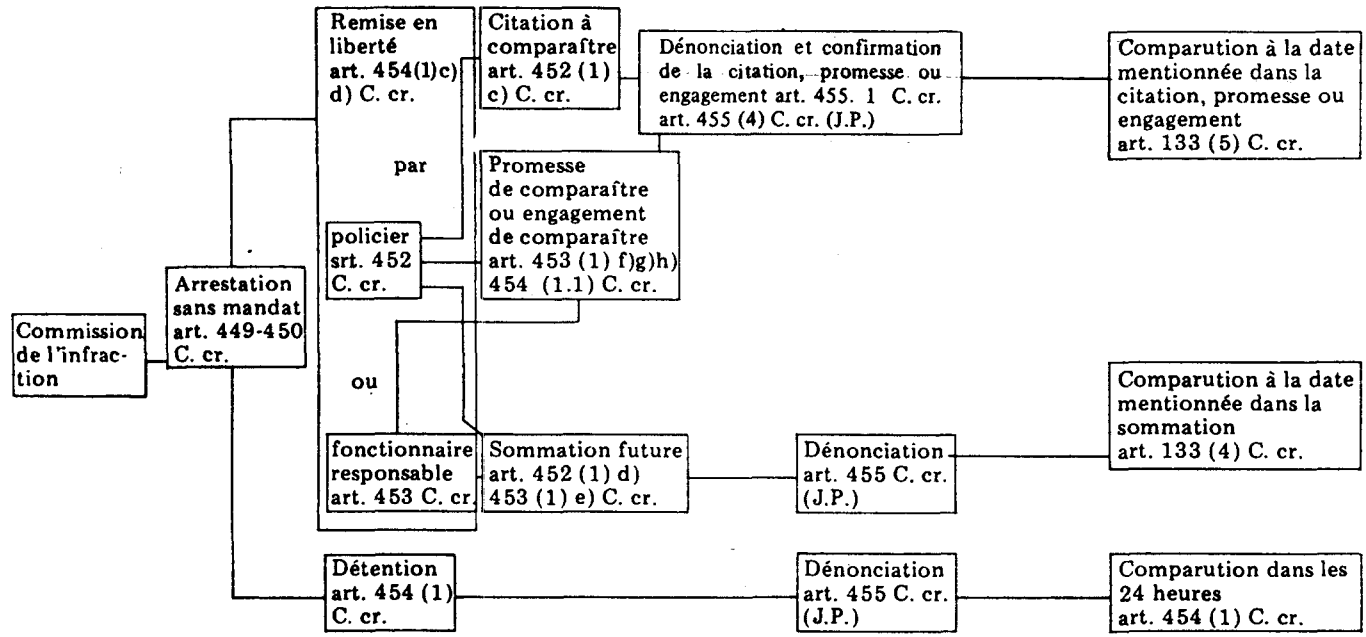 Commission
de l'infrac-
tion
Arrestation
sans mandat
art. 449-450
C. cr.
Remise en
liberté
art. 454(1)c)
d) C. cr.
par
policier
srt. 452
C. cr.
ou
fonctionnaire
responsable
art. 453 C. cr.
Détention
art. 454 (1)
C. cr.
Citation à
comparaître
art. 452 (1)
c) C. cr.
Promesse
de comparaître
ou engagement
de comparaître
art. 453 (1) f)g)h)
454 (1.1) C. cr.
Sommation future
art. 452 (1) d)
453 (1) e) C. cr.
Dénonciation et confirmation
de la citation, promesse ou
engagement art. 455. 1 C. cr.
art. 455 (4) C. cr. (J.P.)
Dénonciation
art. 455 C. cr.
(J.P.)
Dénonciation
art. 455 C. cr.
(J.P.)
Comparution à la date
mentionnée dans la
citation, promesse ou
engagement
art. 133 (5) C. cr.
Comparution à la date
mentionnée dans la
sommation
art. 133 (4) C. cr.
Comparution dans les
24 heures
art. 454 (1) C. cr.